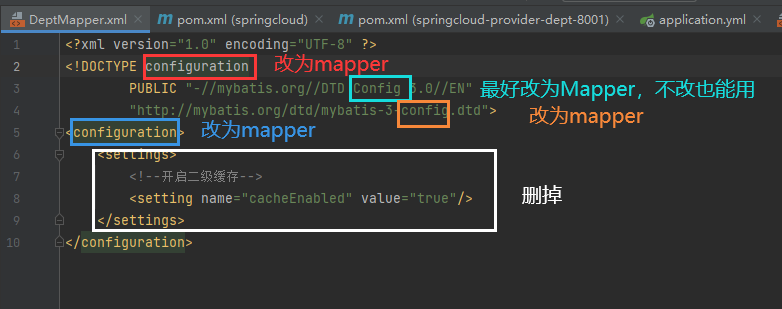 DeptMapper.xml pom.xml (springcloud) pom.xml (springcloud-provider-dept-8001) application.yml
1 <?xml version="1.0" encoding="UTF-8" ?>
2 <!DOCTYPE configuration 改为mapper
3 PUBLIC "-//mybatis.org//DTD Config 3.0//EN" 最好改为Mapper，不改也能用
4 "http://mybatis.org/dtd/mybatis-3-config.dtd"> 改为mapper
5 <configuration> 改为mapper
6 <settings>
7 <!--开启二级缓存-->
8 <setting name="cacheEnabled" value="true"/> 删掉
9 </settings>
10 </configuration>